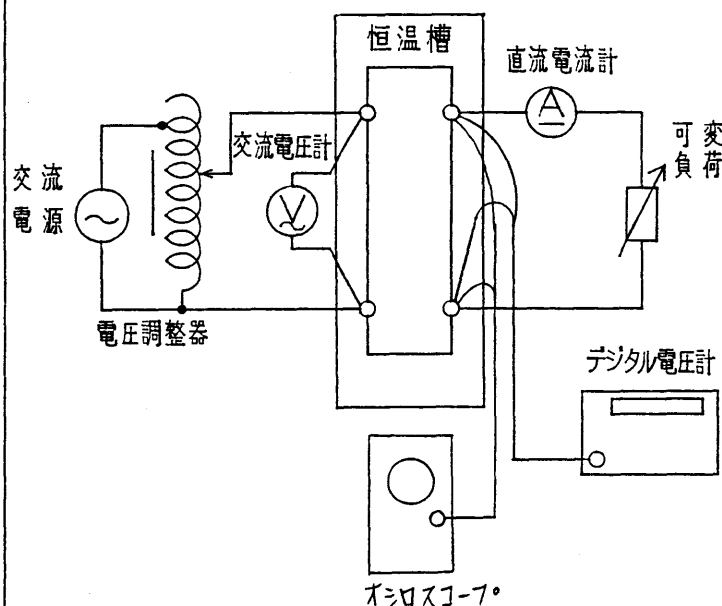 恒温槽
直流電流計
A
可変
負荷
交流電圧計
V
交流
電源
電圧調整器
デジタル電圧計
オシロスコープ